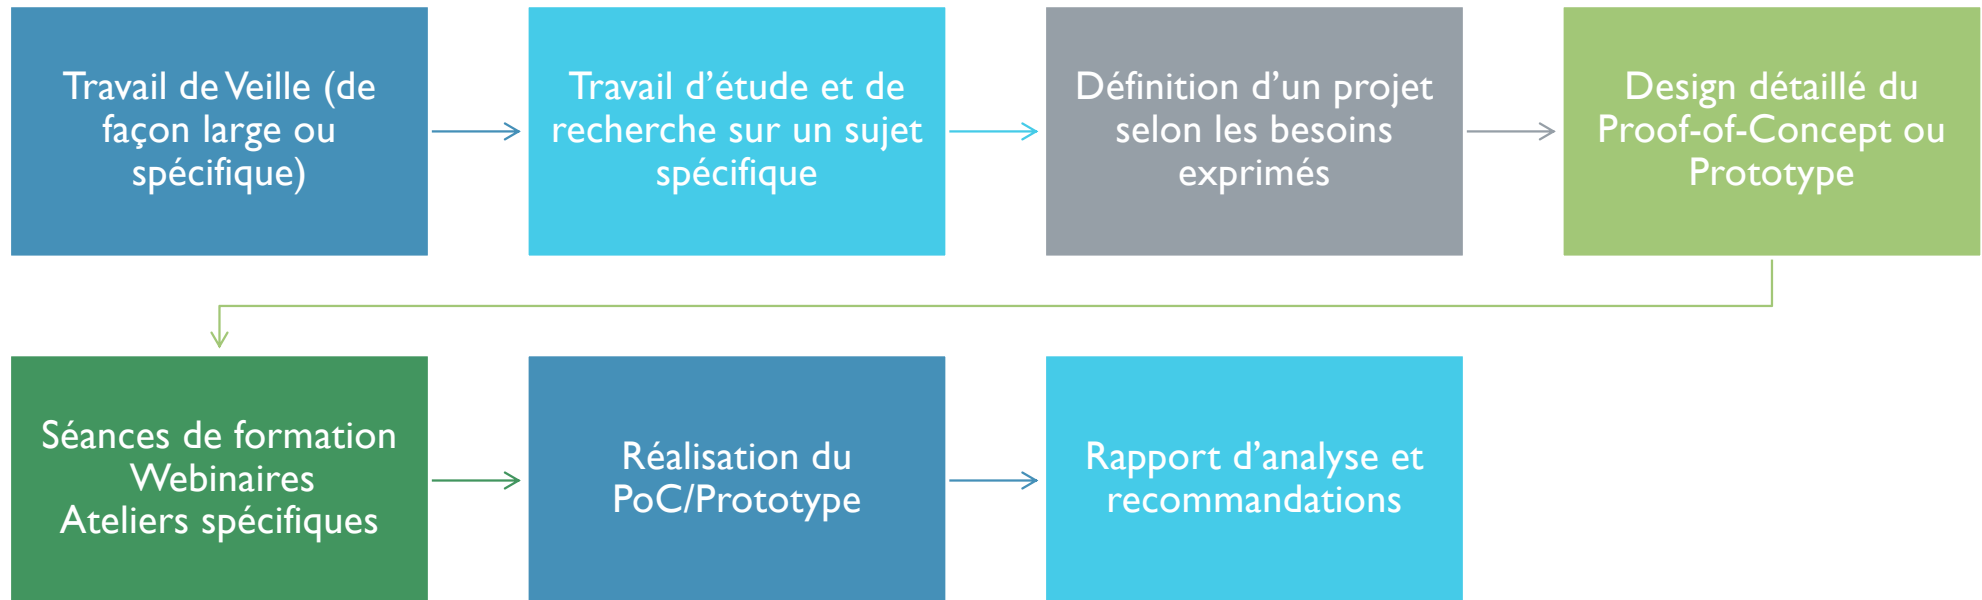 Travail de Veille (de
façon large ou
spécifique)
Travail d’étude et de
recherche sur un sujet
spécifique
Définition d’un projet
selon les besoins
exprimés
Design détaillé du
Proof-of-Concept ou
Prototype
Séances de formation
Webinaires
Ateliers spécifiques
Réalisation du
PoC/Prototype
Rapport d’analyse et
recommandations